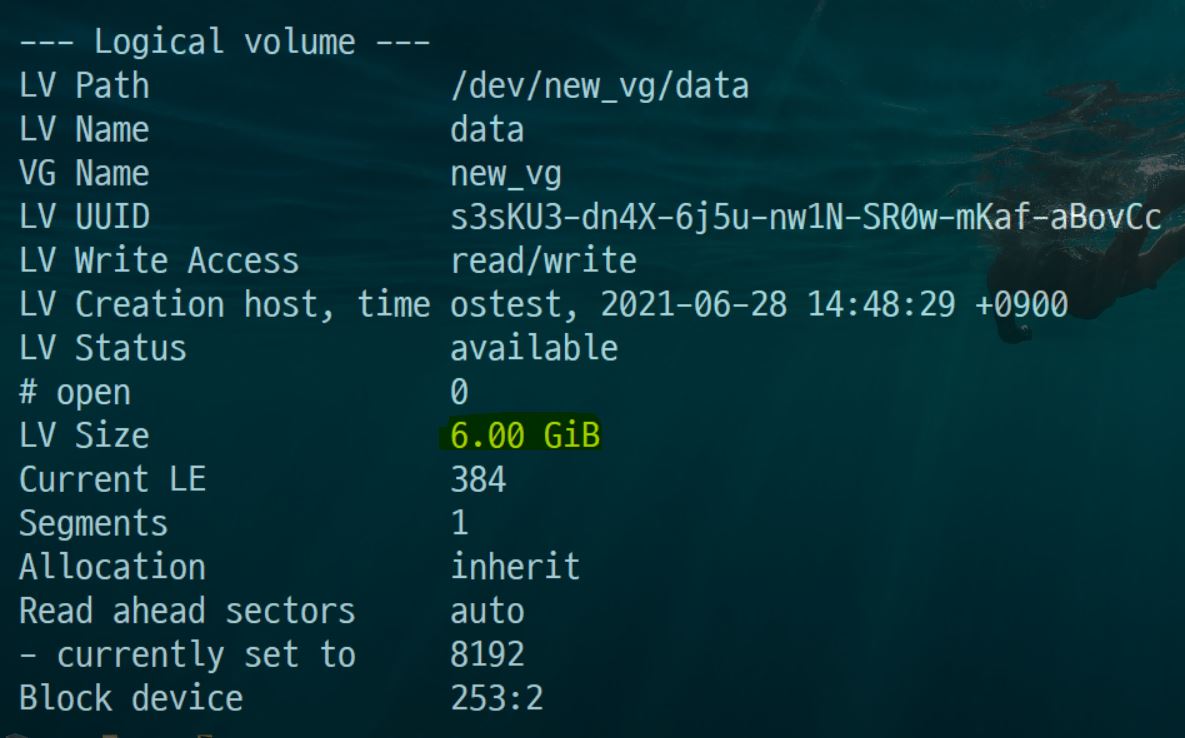 --- Logical volume ---
LV Path /dev/new_vg/data
LV Name data
VG Name new_vg
LV UUID s3sKU3-dn4X-6j5u-nw1N-SR0w-mKaf-aBovCc
LV Write Access read/write
LV Creation host, time ostest, 2021-06-28 14:48:29 +0900
LV Status available
# open 0
LV Size 6.00 GiB
Current LE 384
Segments 1
Allocation inherit
Read ahead sectors auto
- currently set to 8192
Block device 253:2